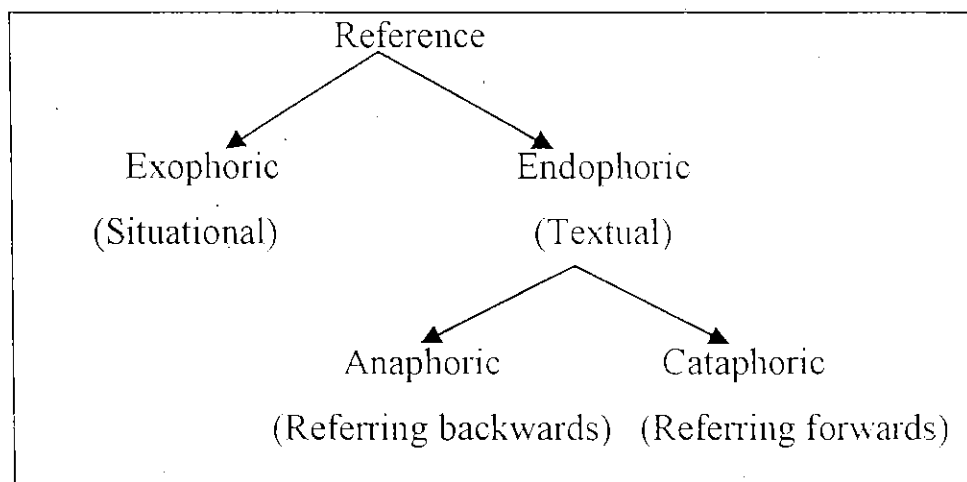 Reference
Exophoric Endophoric
(Situational) (Textual)
Anaphoric Cataphoric
(Referring backwards) (Referring forwards)